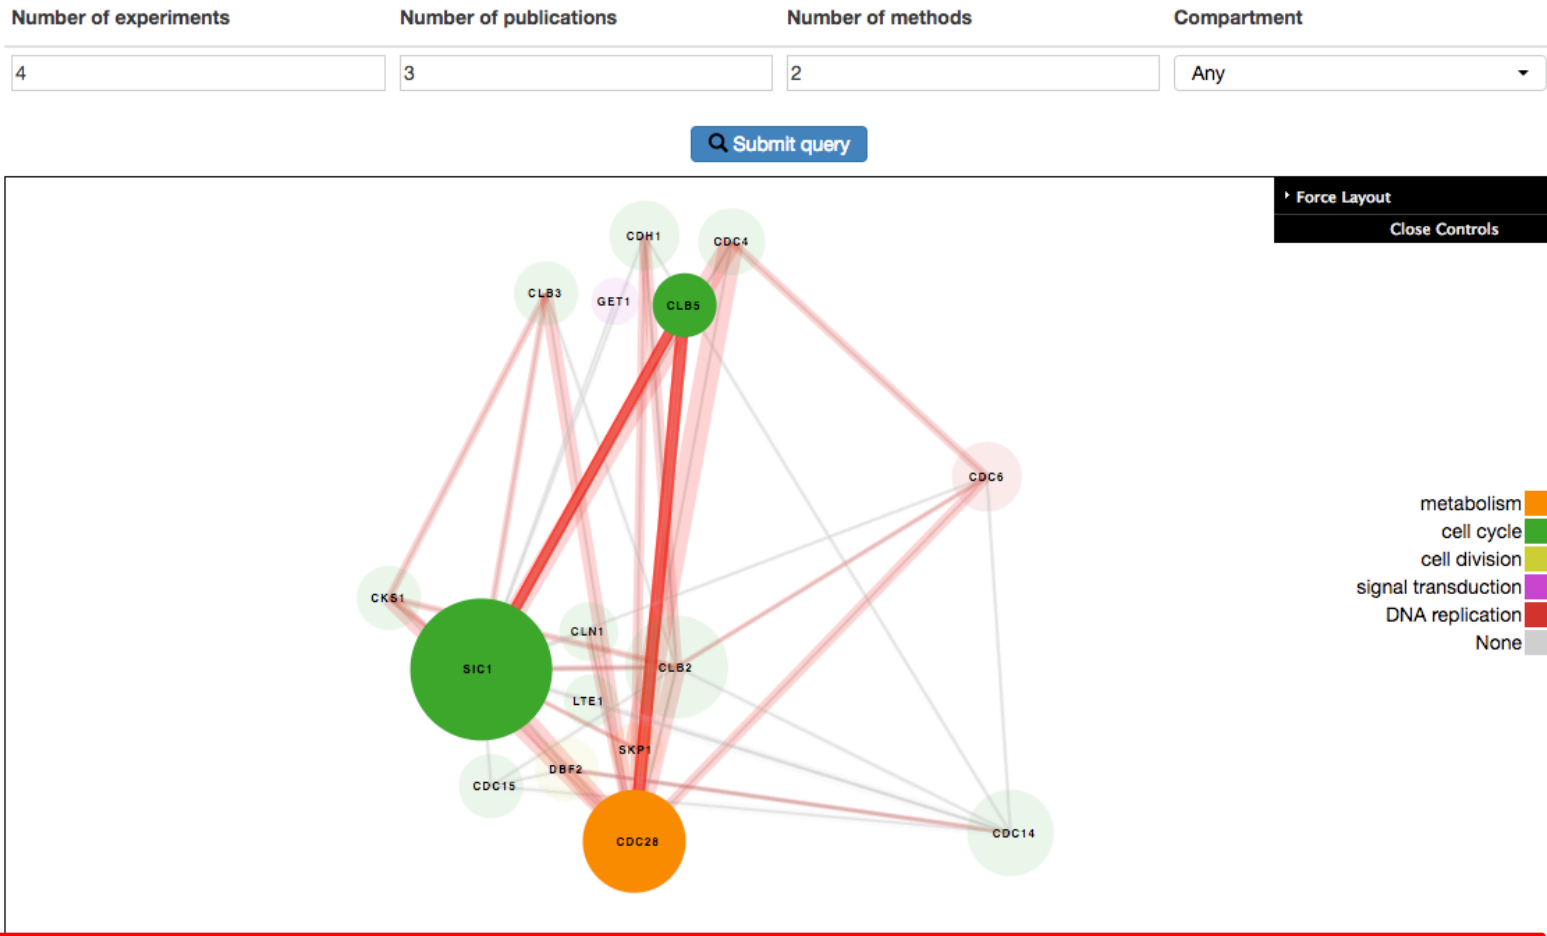 Number of experiments Number of publications Number of methods Compartment
4 3 2 Any
Submit query
Force Layout
Close Controls
CDH1
CDC4
CLB3
GET1
CLB5
CDC6
metabolism
cell cycle
cell division
signal transduction
DNA replication
None
CKS1
CLN1
SIC1
CLB2
LTE1
SKP1
DBF2
CDC15
CDC14
CDC28